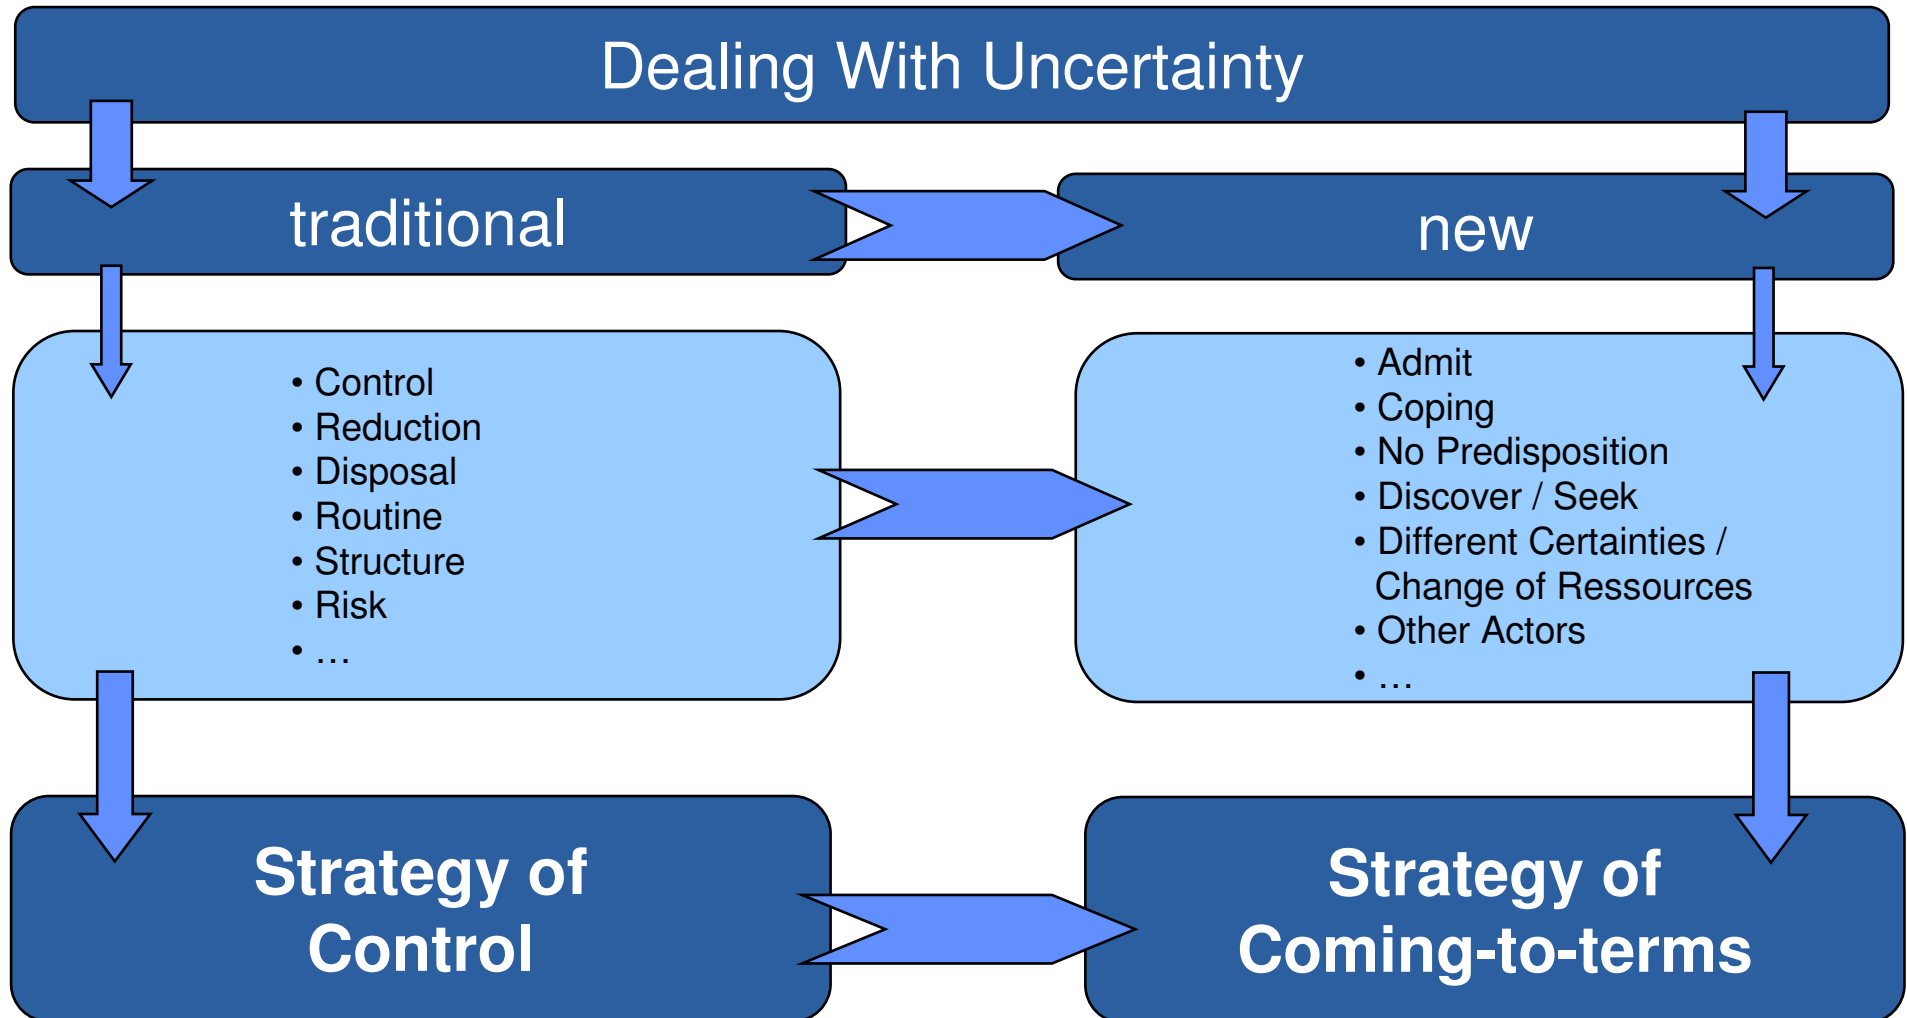 Dealing With Uncertainty
traditional
new
• Control
• Reduction
• Disposal
• Routine
• Structure
• Risk
• …
• Admit
• Coping
• No Predisposition
• Discover / Seek
• Different Certainties /
Change of Ressources
• Other Actors
• …
Strategy of
Control
Strategy of
Coming-to-terms